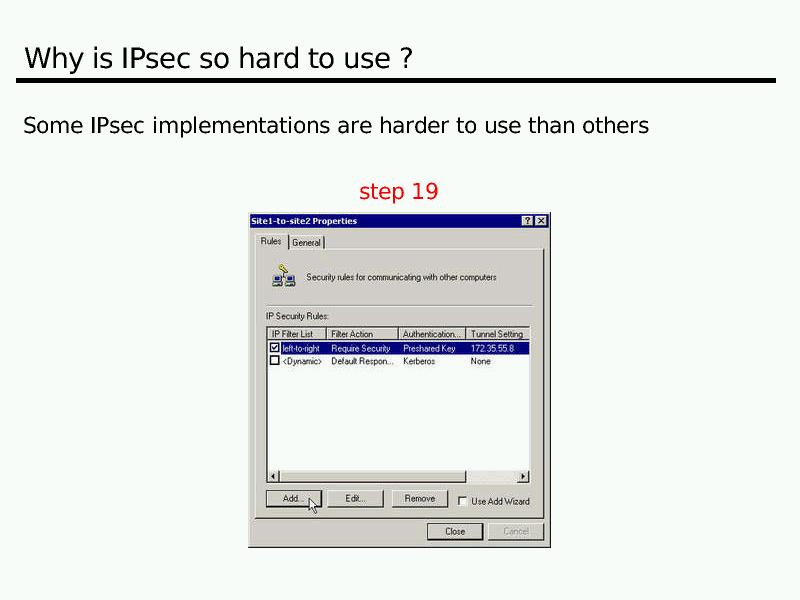 Why is IPsec so hard to use ?
Some IPsec implementations are harder to use than others
step 19
Site1-to-site2 Properties
Rules General
Security rules for communicating with other computers
IP Security Rules:
IP Filter List Filter Action Authentication... Tunnel Setting
left-to-right Require Security Preshared Key 172.35.55.8
<Dynamic> Default Respon... Kerberos None
Add... Edit... Remove Use Add Wizard
Close Cancel